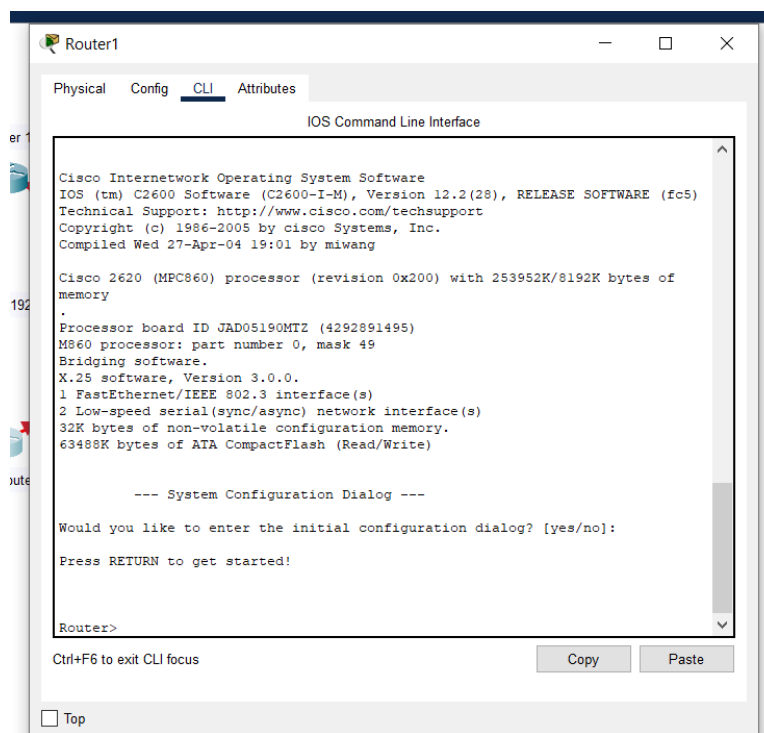 Router1
Physical Config CLI Attributes
IOS Command Line Interface
er 1
Cisco Internetwork Operating System Software
IOS (tm) C2600 Software (C2600-I-M), Version 12.2(28), RELEASE SOFTWARE (fc5)
Technical Support: http://www.cisco.com/techsupport
Copyright (c) 1986-2005 by cisco Systems, Inc.
Compiled Wed 27-Apr-04 19:01 by miwang
Cisco 2620 (MPC860) processor (revision 0x200) with 253952K/8192K bytes of
memory
192
.
Processor board ID JAD05190MTZ (4292891495)
M860 processor: part number 0, mask 49
Bridging software.
X.25 software, Version 3.0.0.
1 FastEthernet/IEEE 802.3 interface(s)
2 Low-speed serial(sync/async) network interface(s)
32K bytes of non-volatile configuration memory.
63488K bytes of ATA CompactFlash (Read/Write)
oute
--- System Configuration Dialog ---
Would you like to enter the initial configuration dialog? [yes/no]:
Press RETURN to get started!
Router>
Ctrl+F6 to exit CLI focus
Copy Paste
Top